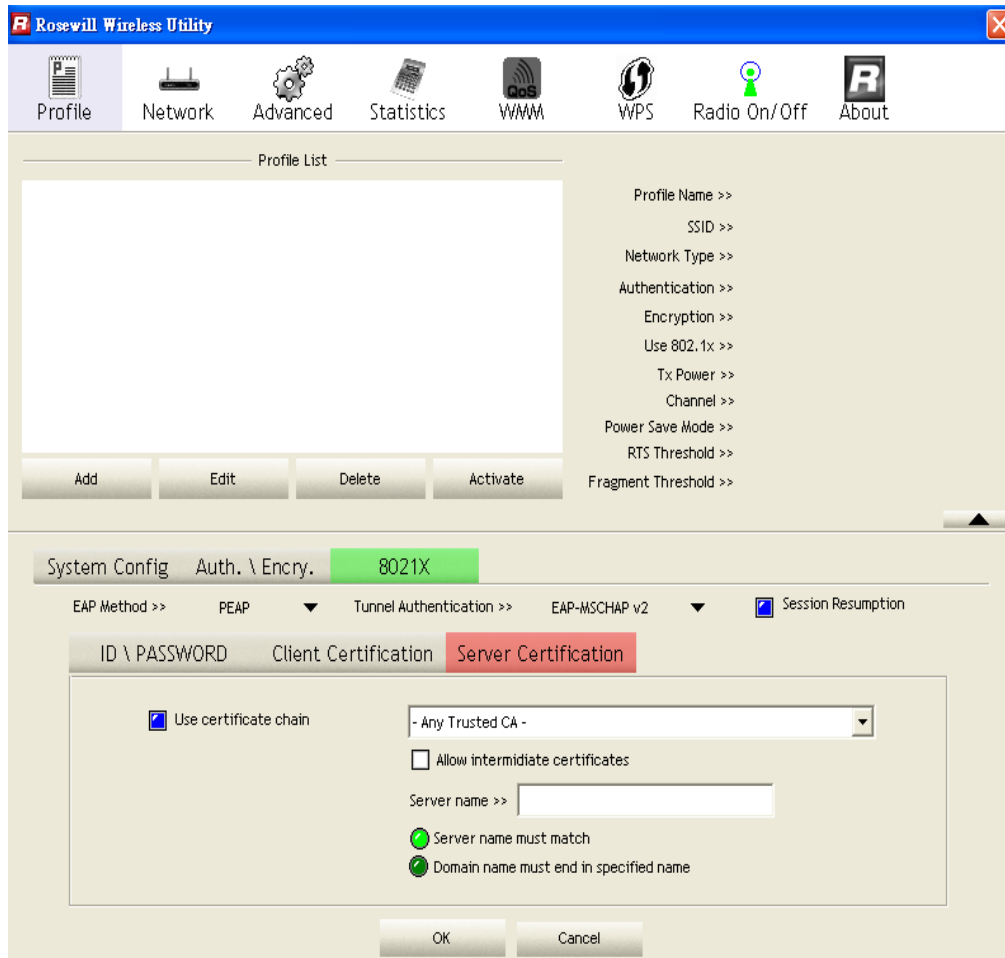 R Rosewill Wireless Utility
P
QoS
R
Profile Network Advanced Statistics WMM WPS Radio On/Off About
Profile List
Profile Name >>
SSID >>
Network Type >>
Authentication >>
Encryption >>
Use 802.1x >>
Tx Power >>
Channel >>
Power Save Mode >>
RTS Threshold >>
Fragment Threshold >>
Add Edit Delete Activate
System Config Auth. \ Encry. 8021X
EAP Method >> PEAP Tunnel Authentication >> EAP-MSCHAP v2 Session Resumption
ID \ PASSWORD Client Certification Server Certification
Use certificate chain - Any Trusted CA -
Allow intermidiate certificates
Server name >>
Server name must match
Domain name must end in specified name
OK Cancel